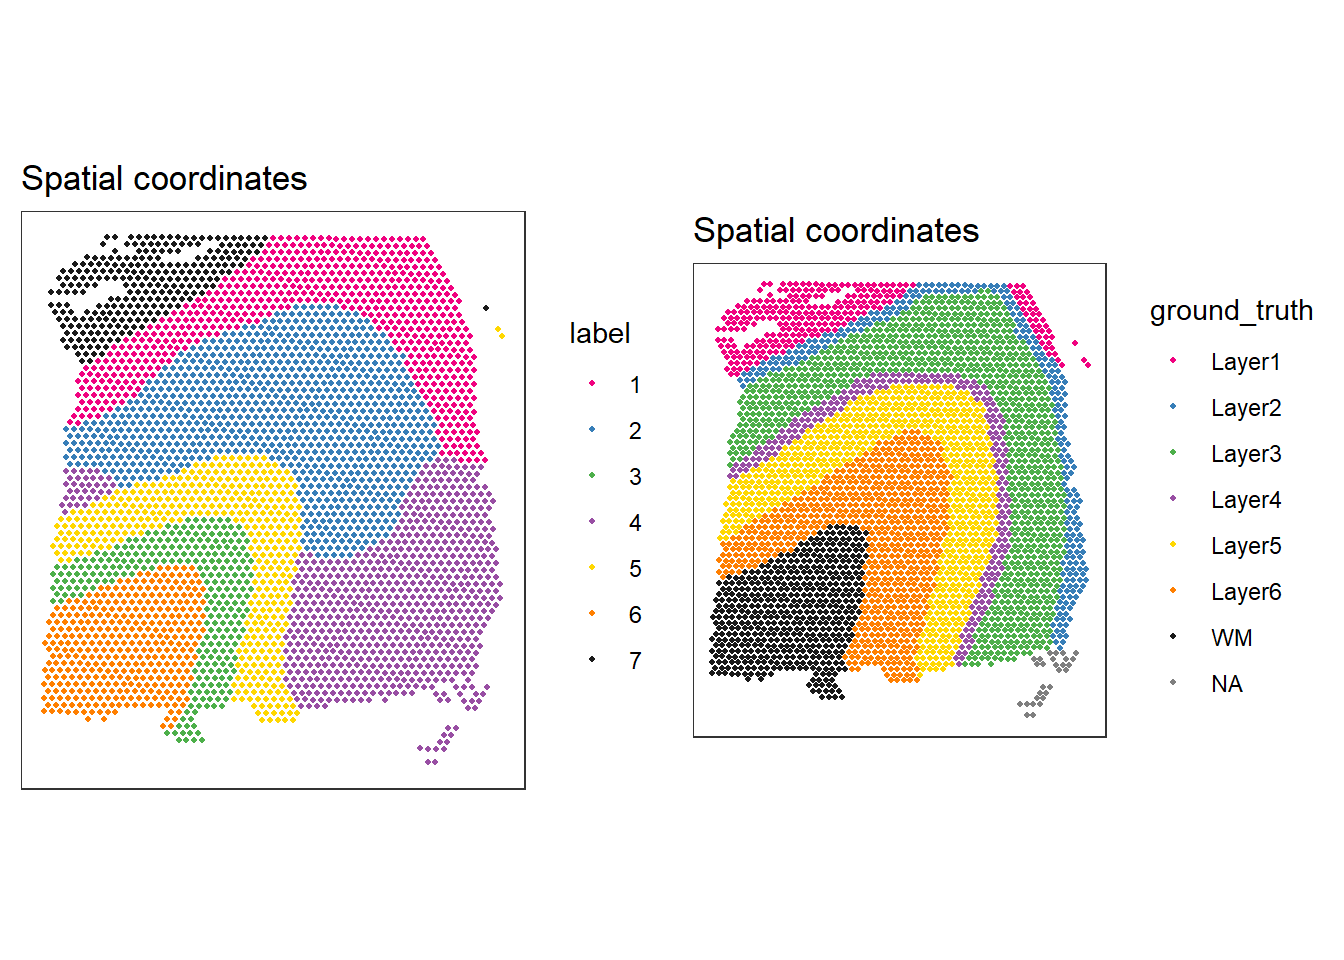 Spatial coordinates
label
1
2
3
4
5
6
7
Spatial coordinates
ground_truth
Layer1
Layer2
Layer3
Layer4
Layer5
Layer6
WM
NA